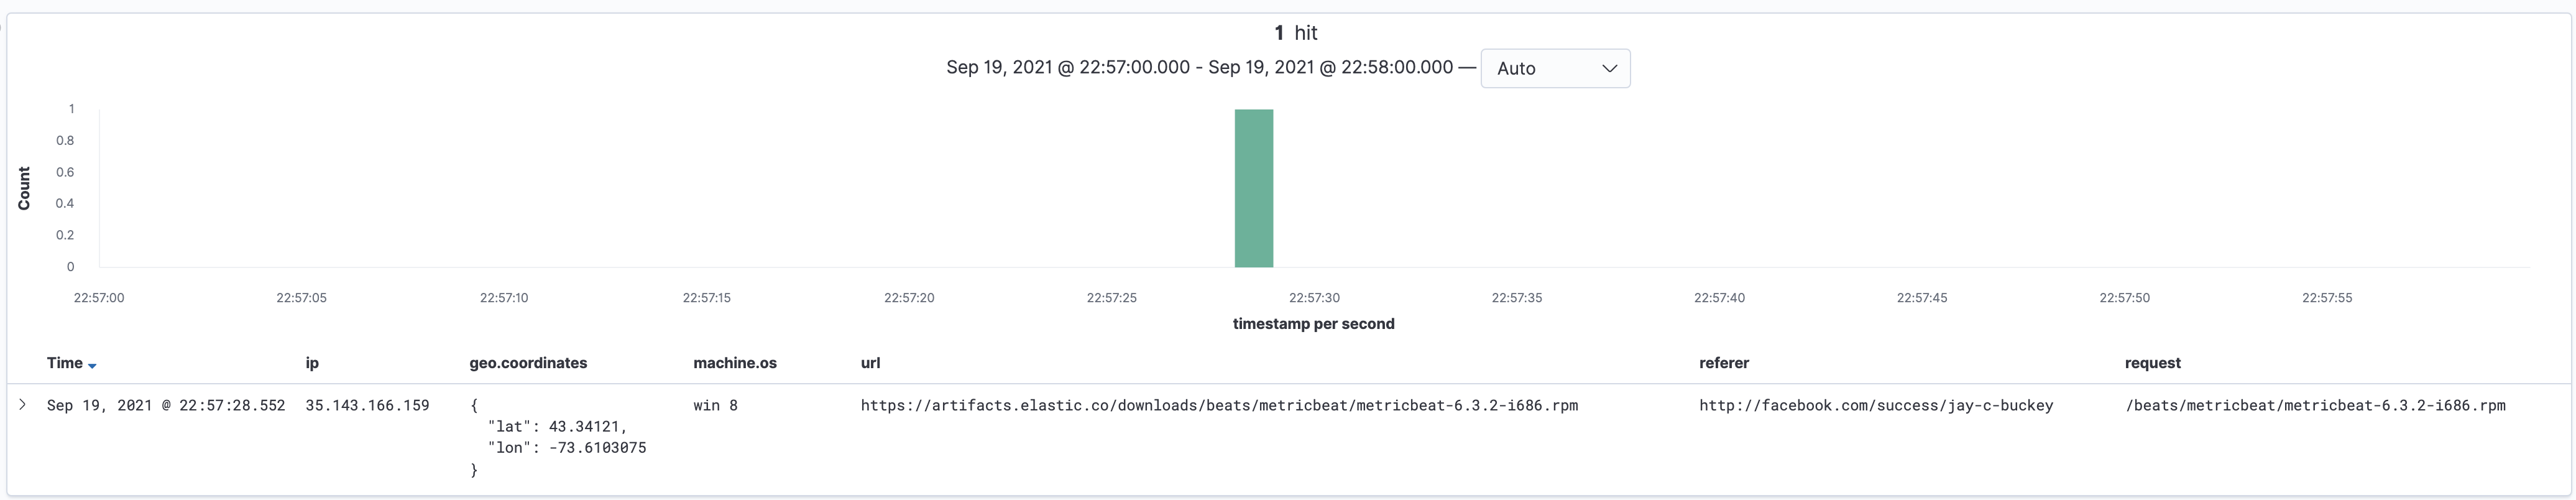 1 hit
Sep 19, 2021 @ 22:57:00.000 - Sep 19, 2021 @ 22:58:00.000 — Auto
Count
1
0.8
0.6
0.4
0.2
0
22:57:00 22:57:05 22:57:10 22:57:15 22:57:20 22:57:25 22:57:30 22:57:35 22:57:40 22:57:45 22:57:50 22:57:55
timestamp per second
Time ip geo.coordinates machine.os url referer request
Sep 19, 2021 @ 22:57:28.552 35.143.166.159 { win 8 https://artifacts.elastic.co/downloads/beats/metricbeat/metricbeat-6.3.2-i686.rpm http://facebook.com/success/jay-c-buckey /beats/metricbeat/metricbeat-6.3.2-i686.rpm
"lat": 43.34121,
"lon": -73.6103075
}